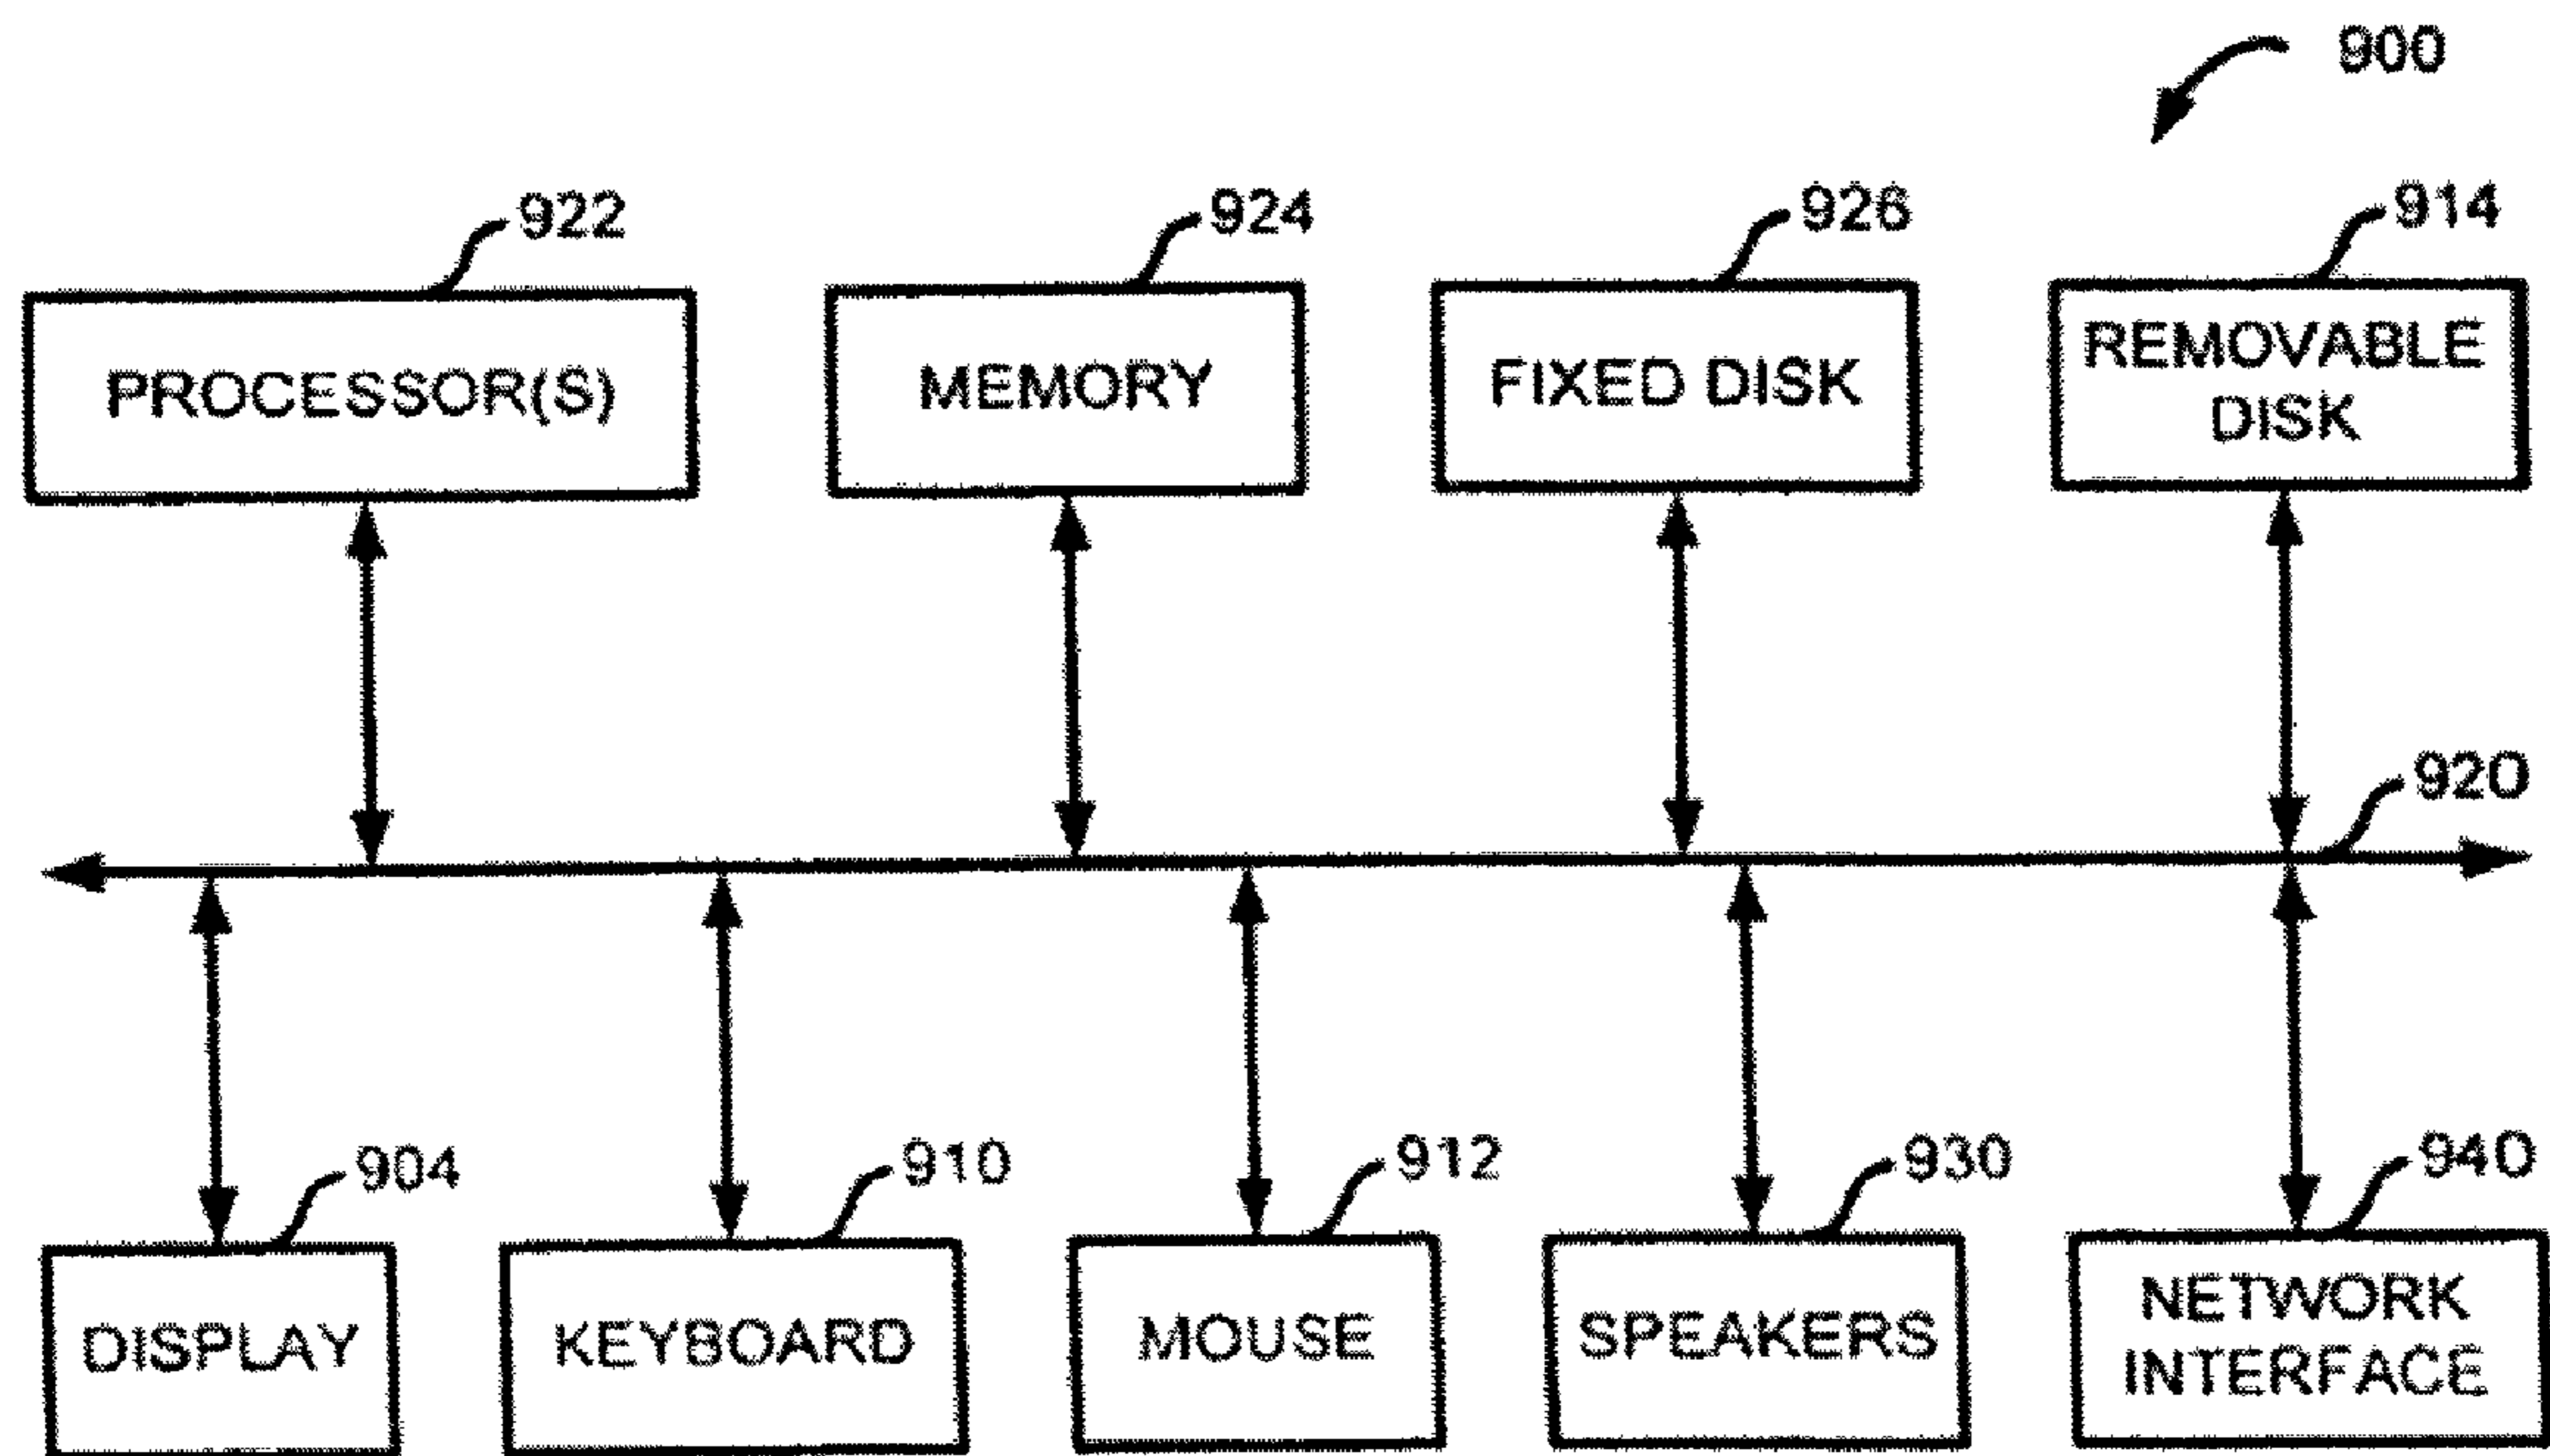 900
922
924
926
914
PROCESSOR(S)
MEMORY
FIXED DISK
REMOVABLE
DISK
920
904
910
912
930
940
DISPLAY
KEYBOARD
MOUSE
SPEAKERS
NETWORK
INTERFACE